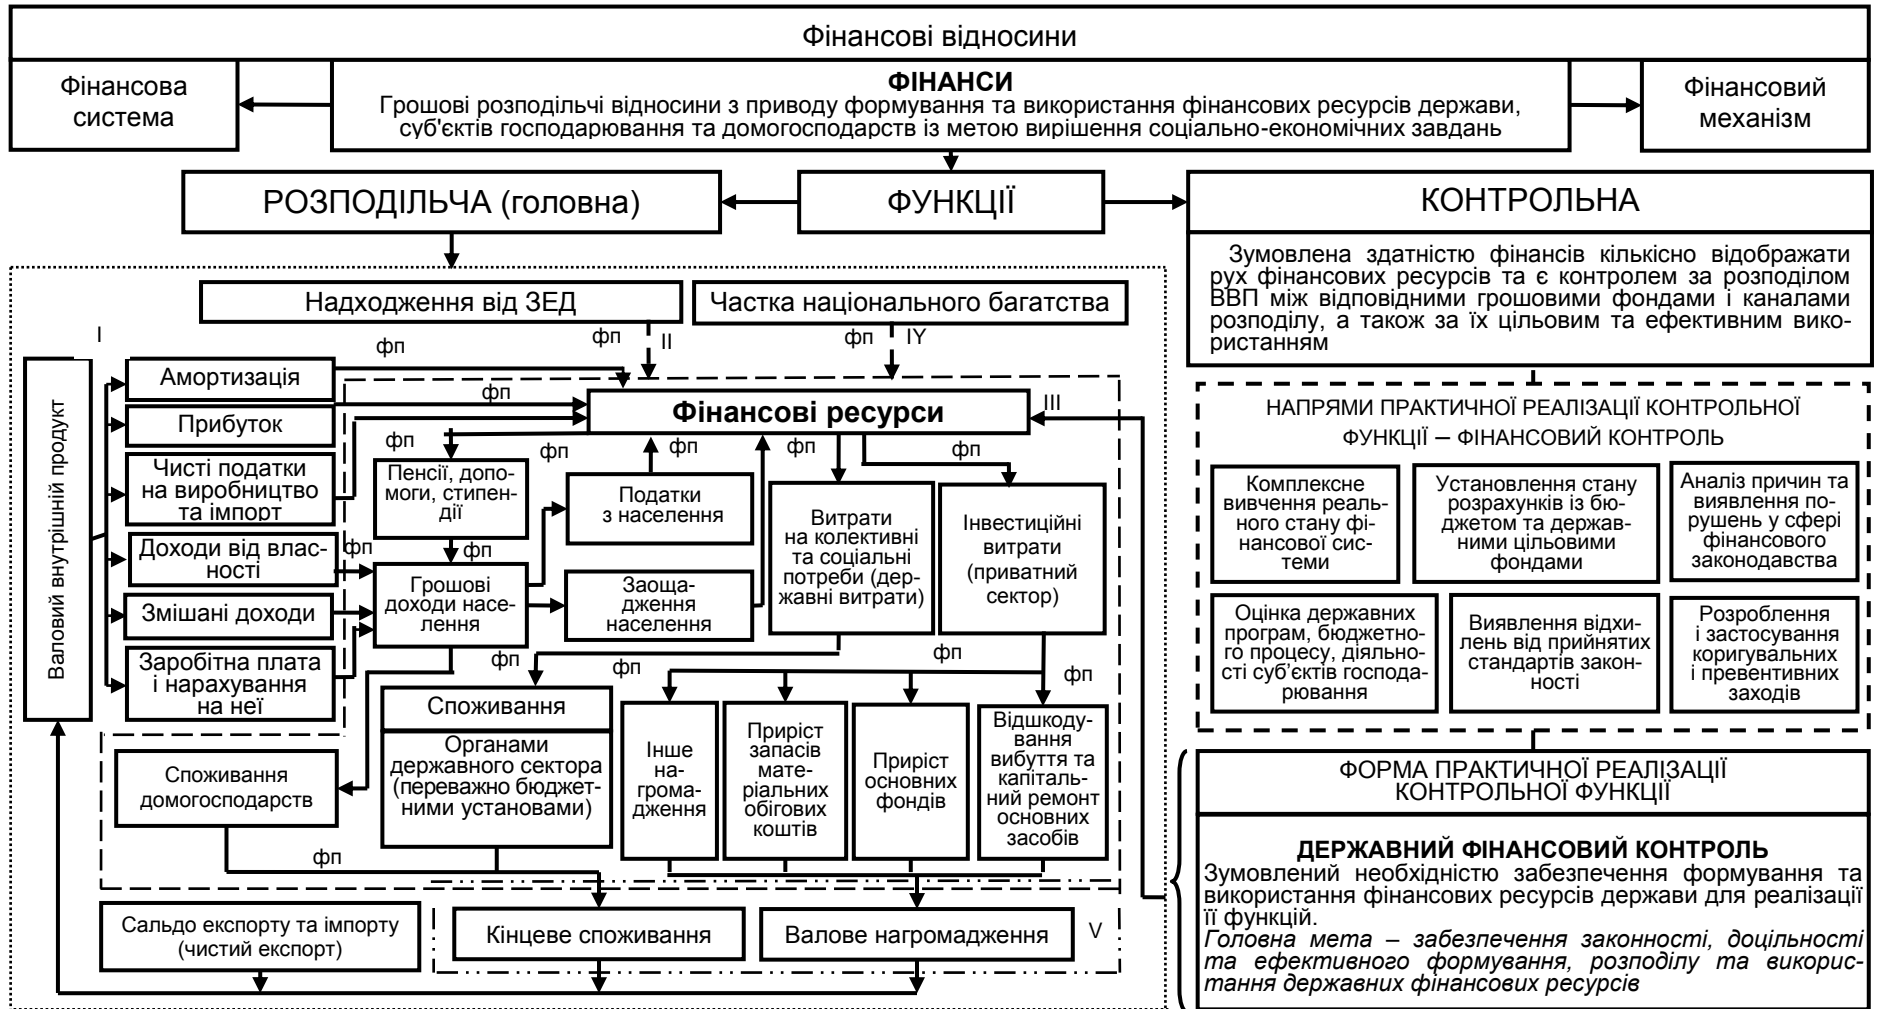 Фінансові відносини
Фінансова
система
ФІНАНСИ
Грошові розподільчі відносини з приводу формування та використання фінансових ресурсів держави,
суб'єктів господарювання та домогосподарств із метою вирішення соціально-економічних завдань
Фінансовий
механізм
РОЗПОДІЛЬЧА (головна)
ФУНКЦІЇ
КОНТРОЛЬНА
Зумовлена здатністю фінансів кількісно відображати
рух фінансових ресурсів та є контролем за розподілом
ВВП між відповідними грошовими фондами і каналами
розподілу, а також за їх цільовим та ефективним вико-
ристанням
Надходження від ЗЕД
Частка національного багатства
I
фп
фп
II
фп
IY
Валовий внутрішній продукт
Амортизація
Прибуток
Чисті податки
на виробництво
та імпорт
Доходи від влас-
ності
Змішані доходи
Заробітна плата
і нарахування
на неї
фп
Фінансові ресурси
III
фп
фп
фп
фп
фп
Пенсії, допо-
моги, стипен-
дії
Податки
з населення
Витрати
на колективні
та соціальні
потреби (дер-
жавні витрати)
Інвестиційні
витрати
(приватний
сектор)
фп
фп
Грошові
доходи насе-
лення
Заоща-
дження
населення
фп
фп
фп
фп
Споживання
Органами
державного сектора
(переважно бюджет-
ними установами)
Інше
на-
грома-
дження
Приріст
запасів
мате-
ріальних
обігових
коштів
Приріст
основних
фондів
Відшкоду-
вання
вибуття та
капіталь-
ний ремонт
основних
засобів
Споживання
домогосподарств
фп
Сальдо експорту та імпорту
(чистий експорт)
Кінцеве споживання
Валове нагромадження
V
НАПРЯМИ ПРАКТИЧНОЇ РЕАЛІЗАЦІЇ КОНТРОЛЬНОЇ
ФУНКЦІЇ – ФІНАНСОВИЙ КОНТРОЛЬ
Комплексне
вивчення реаль-
ного стану фі-
нансової сис-
теми
Установлення стану
розрахунків із бю-
джетом та держав-
ними цільовими
фондами
Аналіз причин та
виявлення по-
рушень у сфері
фінансового
законодавства
Оцінка державних
програм, бюджетно-
го процесу, діяльно-
сті суб’єктів господа-
рювання
Виявлення відхи-
лень від прийнятих
стандартів закон-
ності
Розроблення
і застосування
коригувальних
і превентивних
заходів
ФОРМА ПРАКТИЧНОЇ РЕАЛІЗАЦІЇ
КОНТРОЛЬНОЇ ФУНКЦІЇ
ДЕРЖАВНИЙ ФІНАНСОВИЙ КОНТРОЛЬ
Зумовлений необхідністю забезпечення формування та
використання фінансових ресурсів держави для реалізації
її функцій.
Головна мета – забезпечення законності, доцільності
та ефективного формування, розподілу та викорис-
тання державних фінансових ресурсів